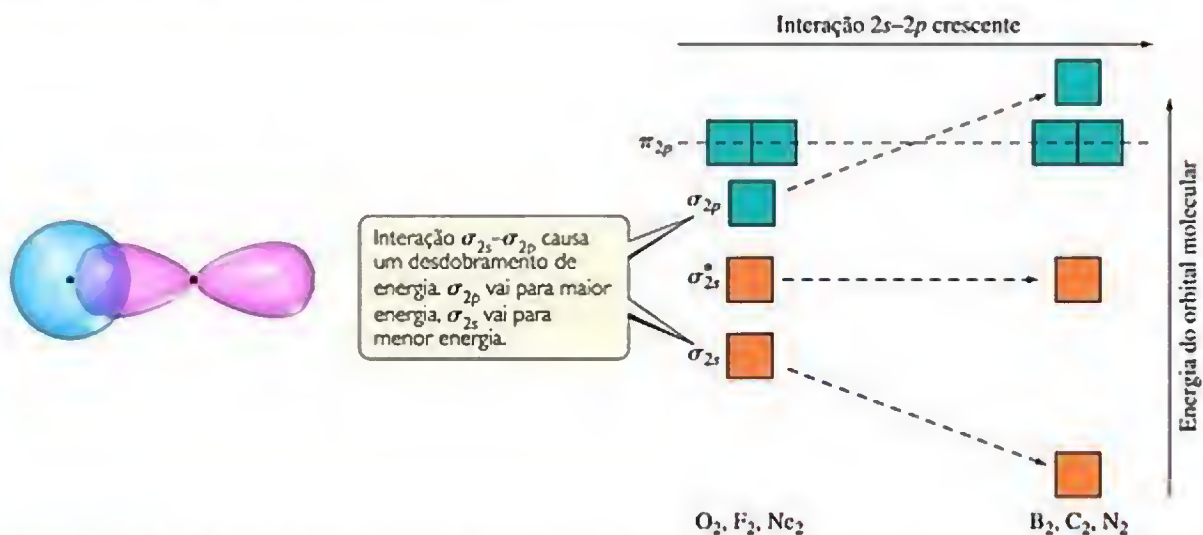 Interação 2s–2p crescente
π2p
σ2p
Interação σ2s–σ2p causa
um desdobramento de
energia. σ2p vai para maior
energia, σ2s vai para
menor energia.
σ*2s
σ2s
Energia do orbital molecular
O2, F2, Ne2
B2, C2, N2